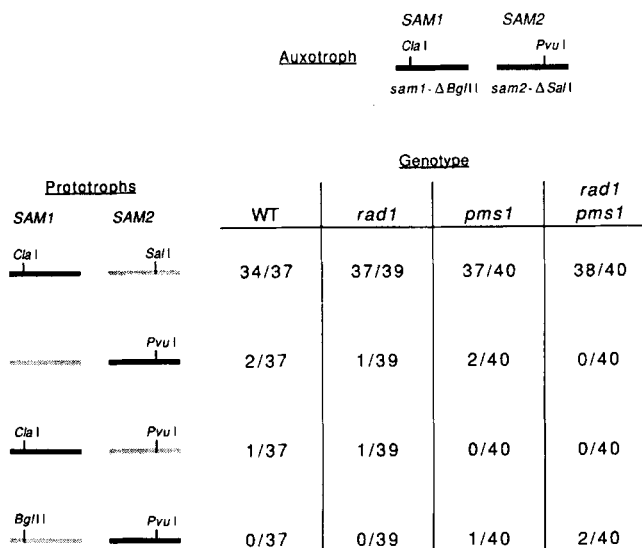 SAM1 SAM2
Cla I Pvu I
Auxotroph
sam1-ΔBglII sam2-ΔSalI
Genotype
Prototrophs
SAM1 SAM2
WT rad1 pms1 rad1 pms1
Cla I Sal I
34/37 37/39 37/40 38/40
Pvu I
2/37 1/39 2/40 0/40
Cla I Pvu I
1/37 1/39 0/40 0/40
BglII Pvu I
0/37 0/39 1/40 2/40